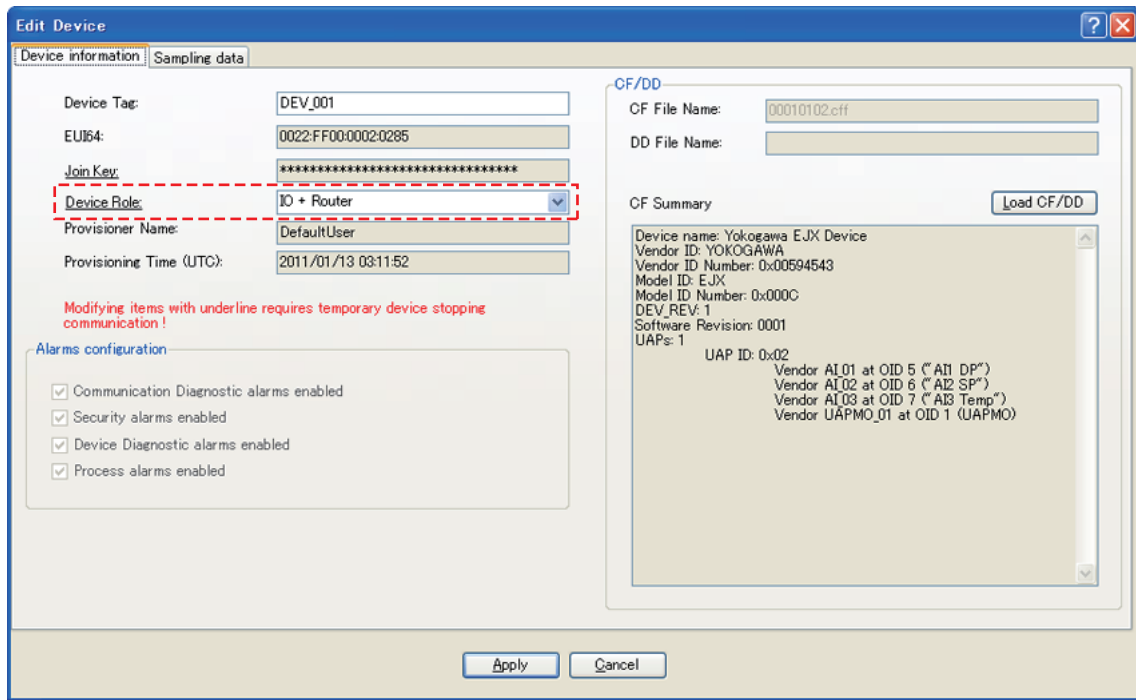 Edit Device
Device information
Sampling data
Device Tag:
DEV_001
EUI64:
0022:FF00:0002:0285
Join Key:
********************************
Device Role:
IO + Router
Provisioner Name:
DefaultUser
Provisioning Time (UTC):
2011/01/13 03:11:52
Modifying items with underline requires temporary device stopping
communication !
Alarms configuration
Communication Diagnostic alarms enabled
Security alarms enabled
Device Diagnostic alarms enabled
Process alarms enabled
CF/DD
CF File Name:
00010102.cff
DD File Name:
CF Summary
Load CF/DD
Device name: Yokogawa EJX Device
Vendor ID: YOKOGAWA
Vendor ID Number: 0x00594543
Model ID: EJX
Model ID Number: 0x000C
DEV_REV: 1
Software Revision: 0001
UAPs: 1
UAP ID: 0x02
Vendor AI_01 at OID 5 ("AI1 DP")
Vendor AI_02 at OID 6 ("AI2 SP")
Vendor AI_03 at OID 7 ("AI3 Temp")
Vendor UAPMO_01 at OID 1 (UAPMO)
Apply
Cancel